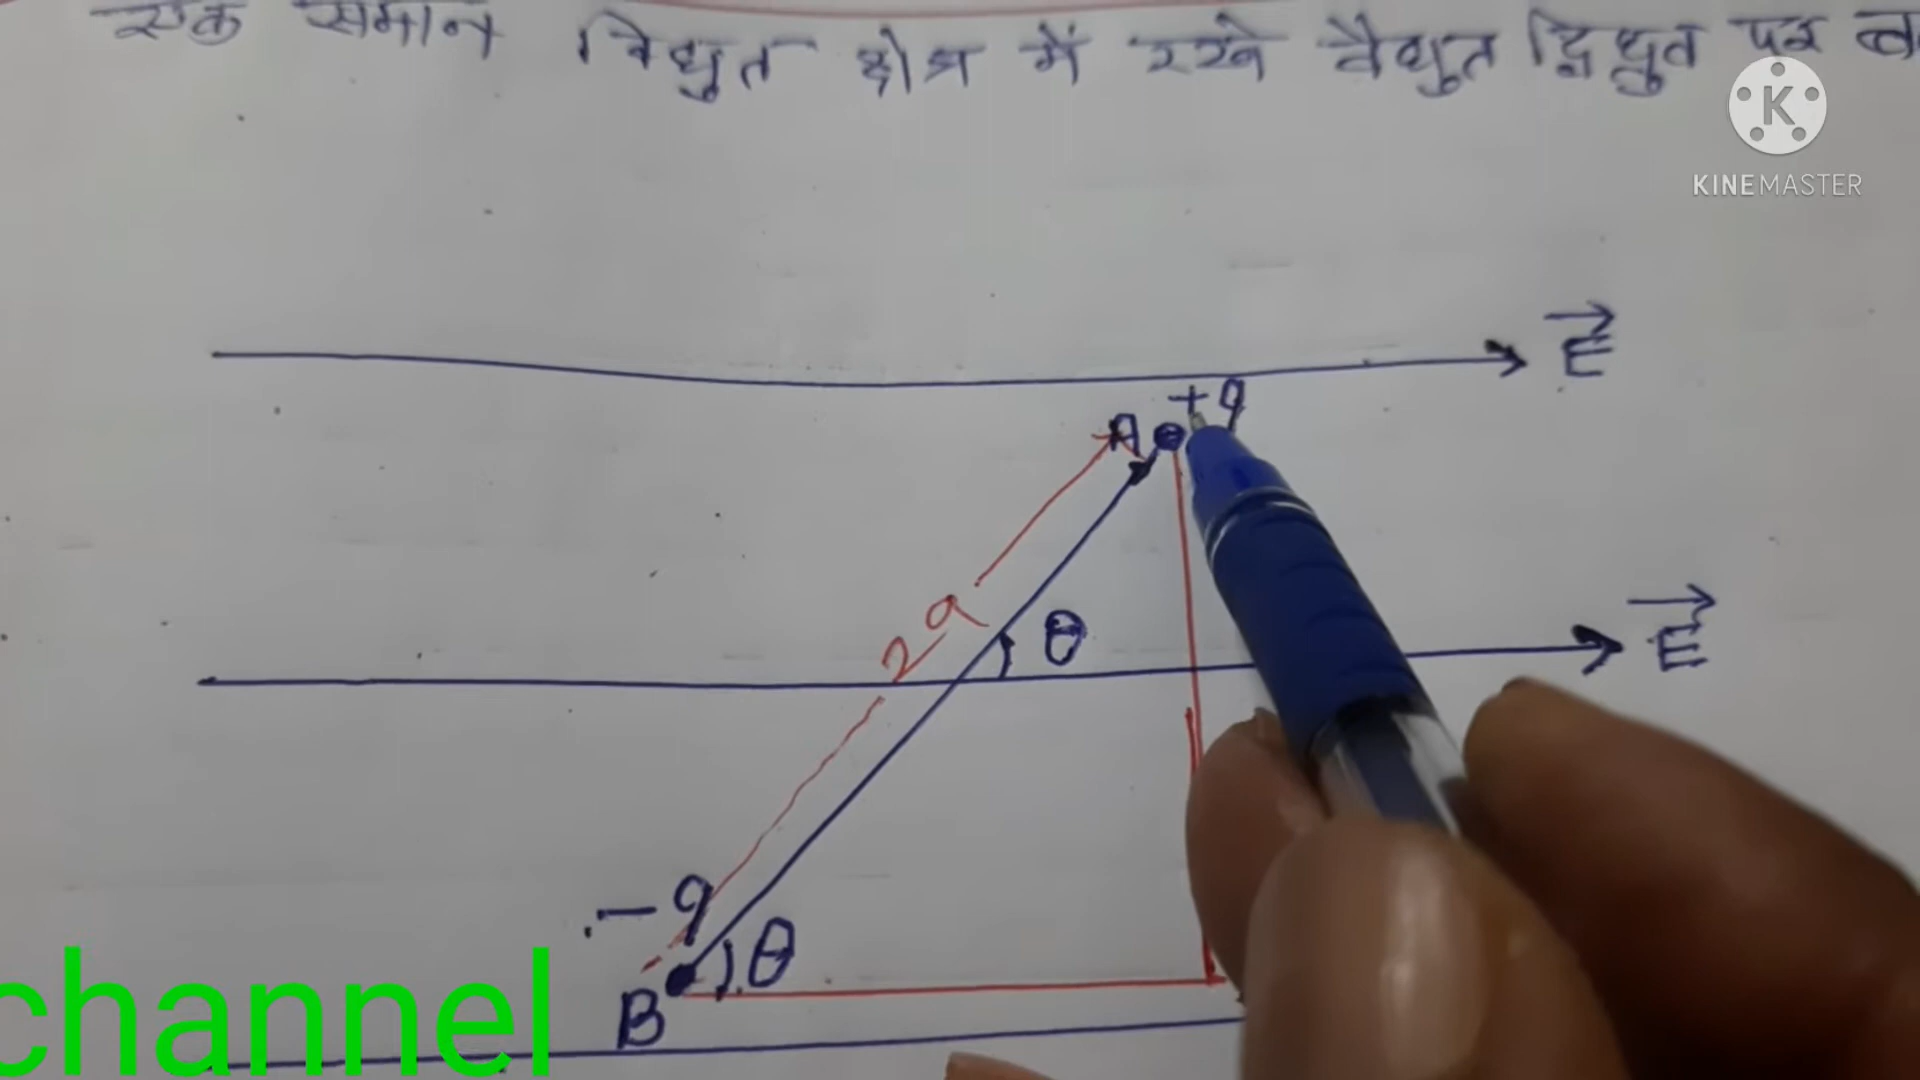 एक समान विधुत क्षेत्र में रखे वैधुत द्विध्रुव पर
K
KINEMASTER
E
+q
A
2a
θ
E
-q
θ
B
channel